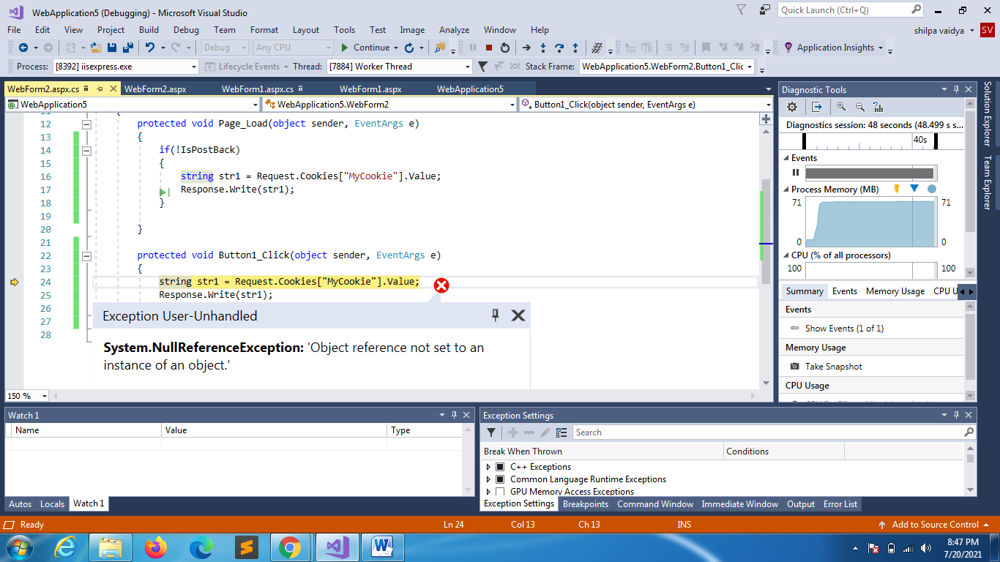 WebApplication5 (Debugging) - Microsoft Visual Studio
Quick Launch (Ctrl+Q)
File Edit View Project Build Debug Team Format Layout Tools Test Image Analyze Window Help
shilpa vaidya SV
Debug Any CPU Continue Application Insights
Process: [8392] iisexpress.exe Lifecycle Events Thread: [7884] Worker Thread Stack Frame: WebApplication5.WebForm2.Button1_Clic
WebForm2.aspx.cs WebForm2.aspx WebForm1.aspx.cs WebForm1.aspx WebApplication5
WebApplication5 WebApplication5.WebForm2 Button1_Click(object sender, EventArgs e)
11 {
12 protected void Page_Load(object sender, EventArgs e)
13 {
14 if(!IsPostBack)
15 {
16 string str1 = Request.Cookies["MyCookie"].Value;
17 Response.Write(str1);
18 }
19
20 }
21
22 protected void Button1_Click(object sender, EventArgs e)
23 {
24 string str1 = Request.Cookies["MyCookie"].Value;
25 Response.Write(str1);
26
27
28
Exception User-Unhandled
System.NullReferenceException: 'Object reference not set to an
instance of an object.'
150 %
Diagnostic Tools
Diagnostics session: 48 seconds (48.499 s s...
40s
Events
Process Memory (MB)
71 71
0 0
CPU (% of all processors)
100 100
Summary Events Memory Usage CPU U
Events
Show Events (1 of 1)
Memory Usage
Take Snapshot
CPU Usage
Solution Explorer
Team Explorer
Watch 1
Name Value Type
Autos Locals Watch 1
Exception Settings
Search
Break When Thrown Conditions
C++ Exceptions
Common Language Runtime Exceptions
GPU Memory Access Exceptions
Exception Settings Breakpoints Command Window Immediate Window Output Error List
Ready Ln 24 Col 13 Ch 13 INS Add to Source Control
8:47 PM
7/20/2021